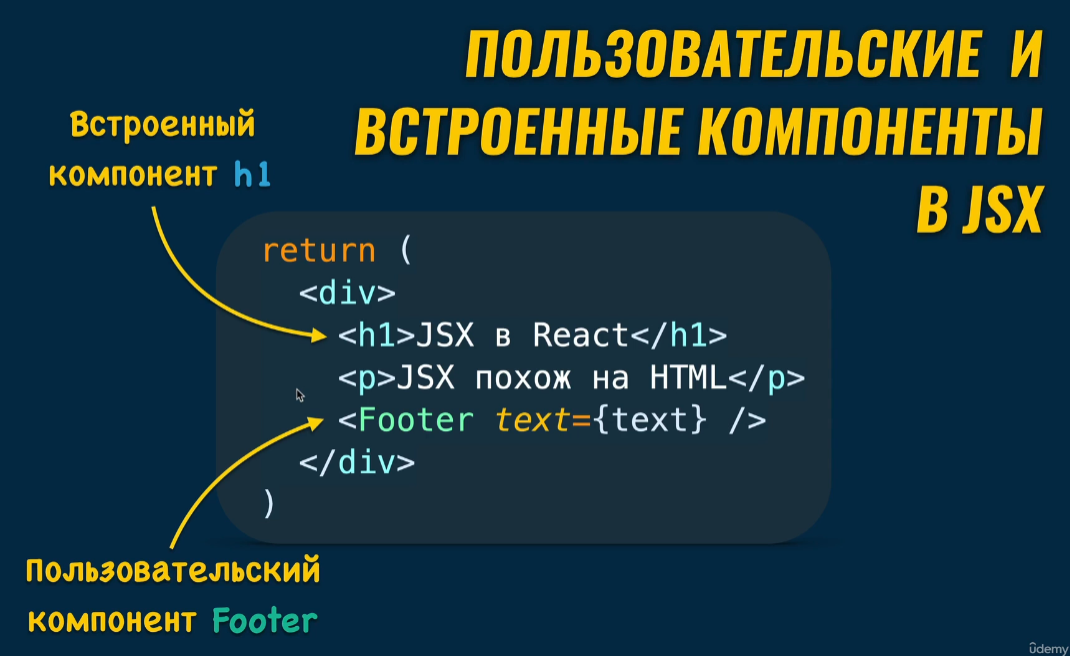 ПОЛЬЗОВАТЕЛЬСКИЕ И
ВСТРОЕННЫЕ КОМПОНЕНТЫ
В JSX
Встроенный
компонент h1
return (
<div>
<h1>JSX в React</h1>
<p>JSX похож на HTML</p>
<Footer text={text} />
</div>
)
Пользовательский
компонент Footer
ûdemy